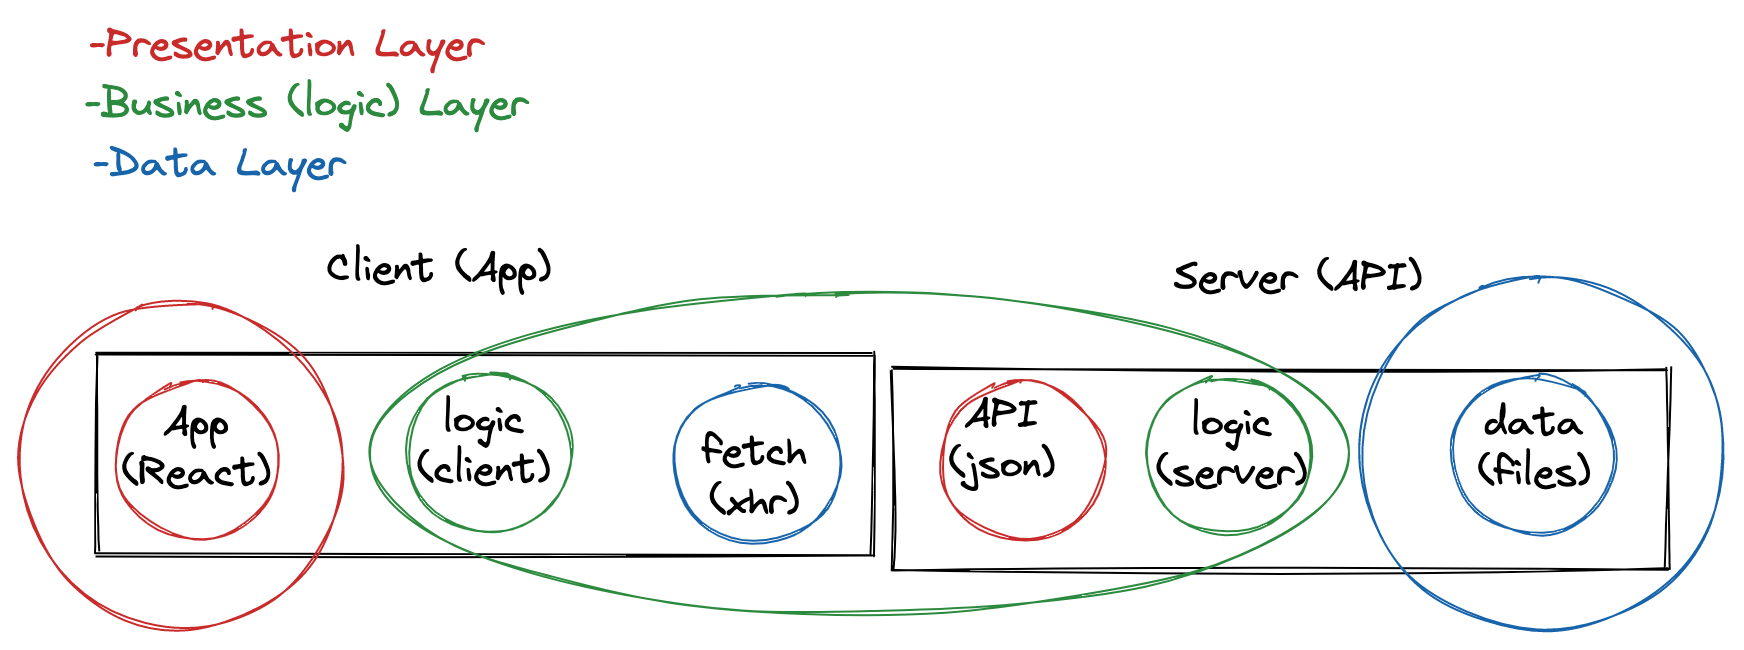 -Presentation Layer
-Business (logic) Layer
-Data Layer
Client (App)
Server (API)
App
(React)
logic
(client)
fetch
(xhr)
API
(json)
logic
(server)
data
(files)